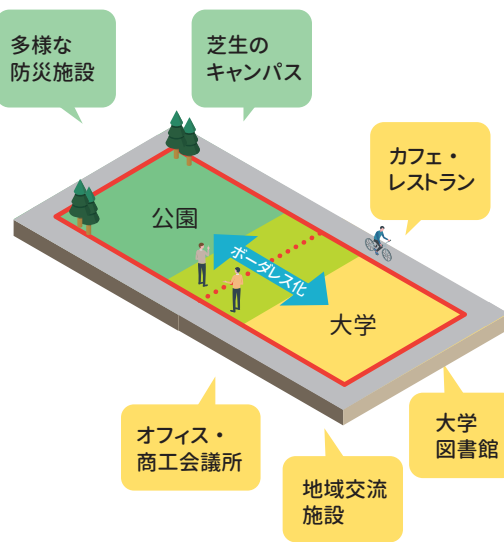 多様な
防災施設
芝生の
キャンパス
カフェ・
レストラン
公園
ボーダレス化
大学
オフィス・
商工会議所
地域交流
施設
大学
図書館